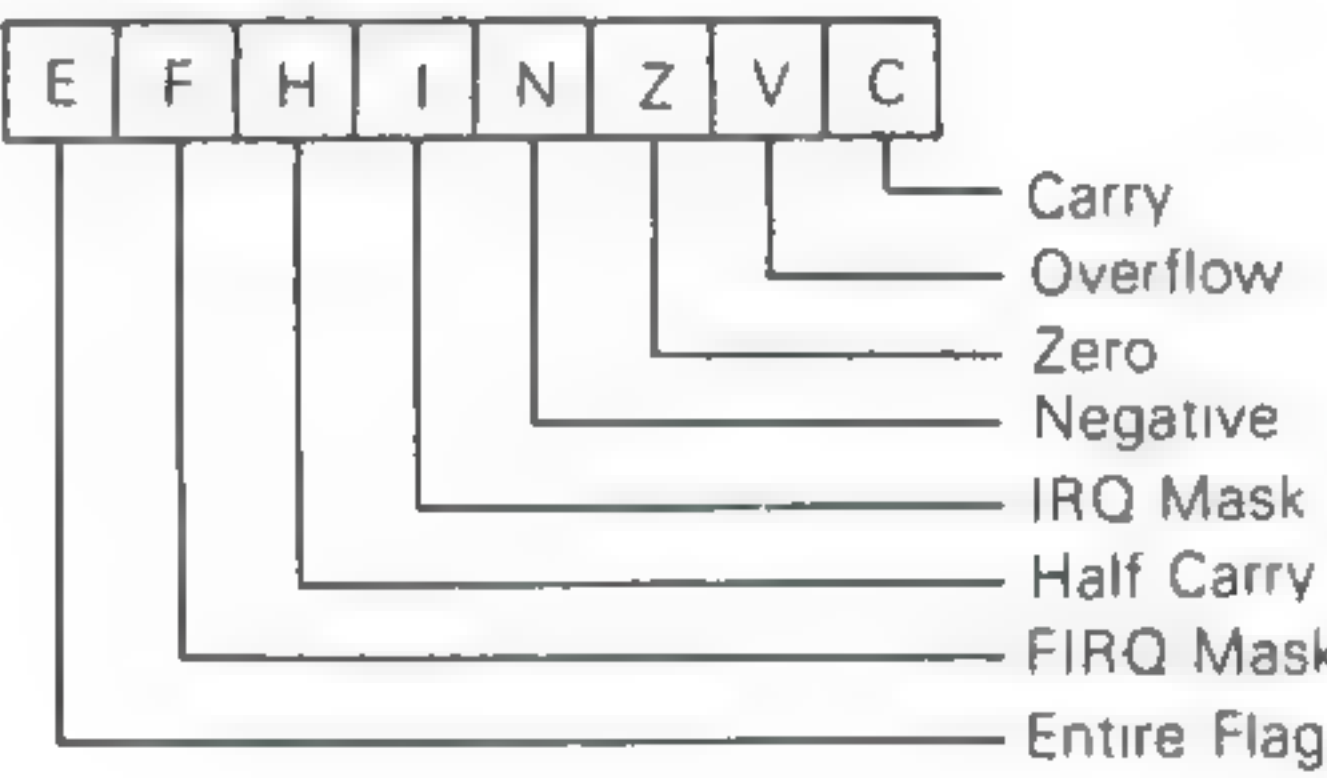 E F H I N Z V C
Carry
Overflow
Zero
Negative
IRQ Mask
Half Carry
FIRQ Mask
Entire Flag